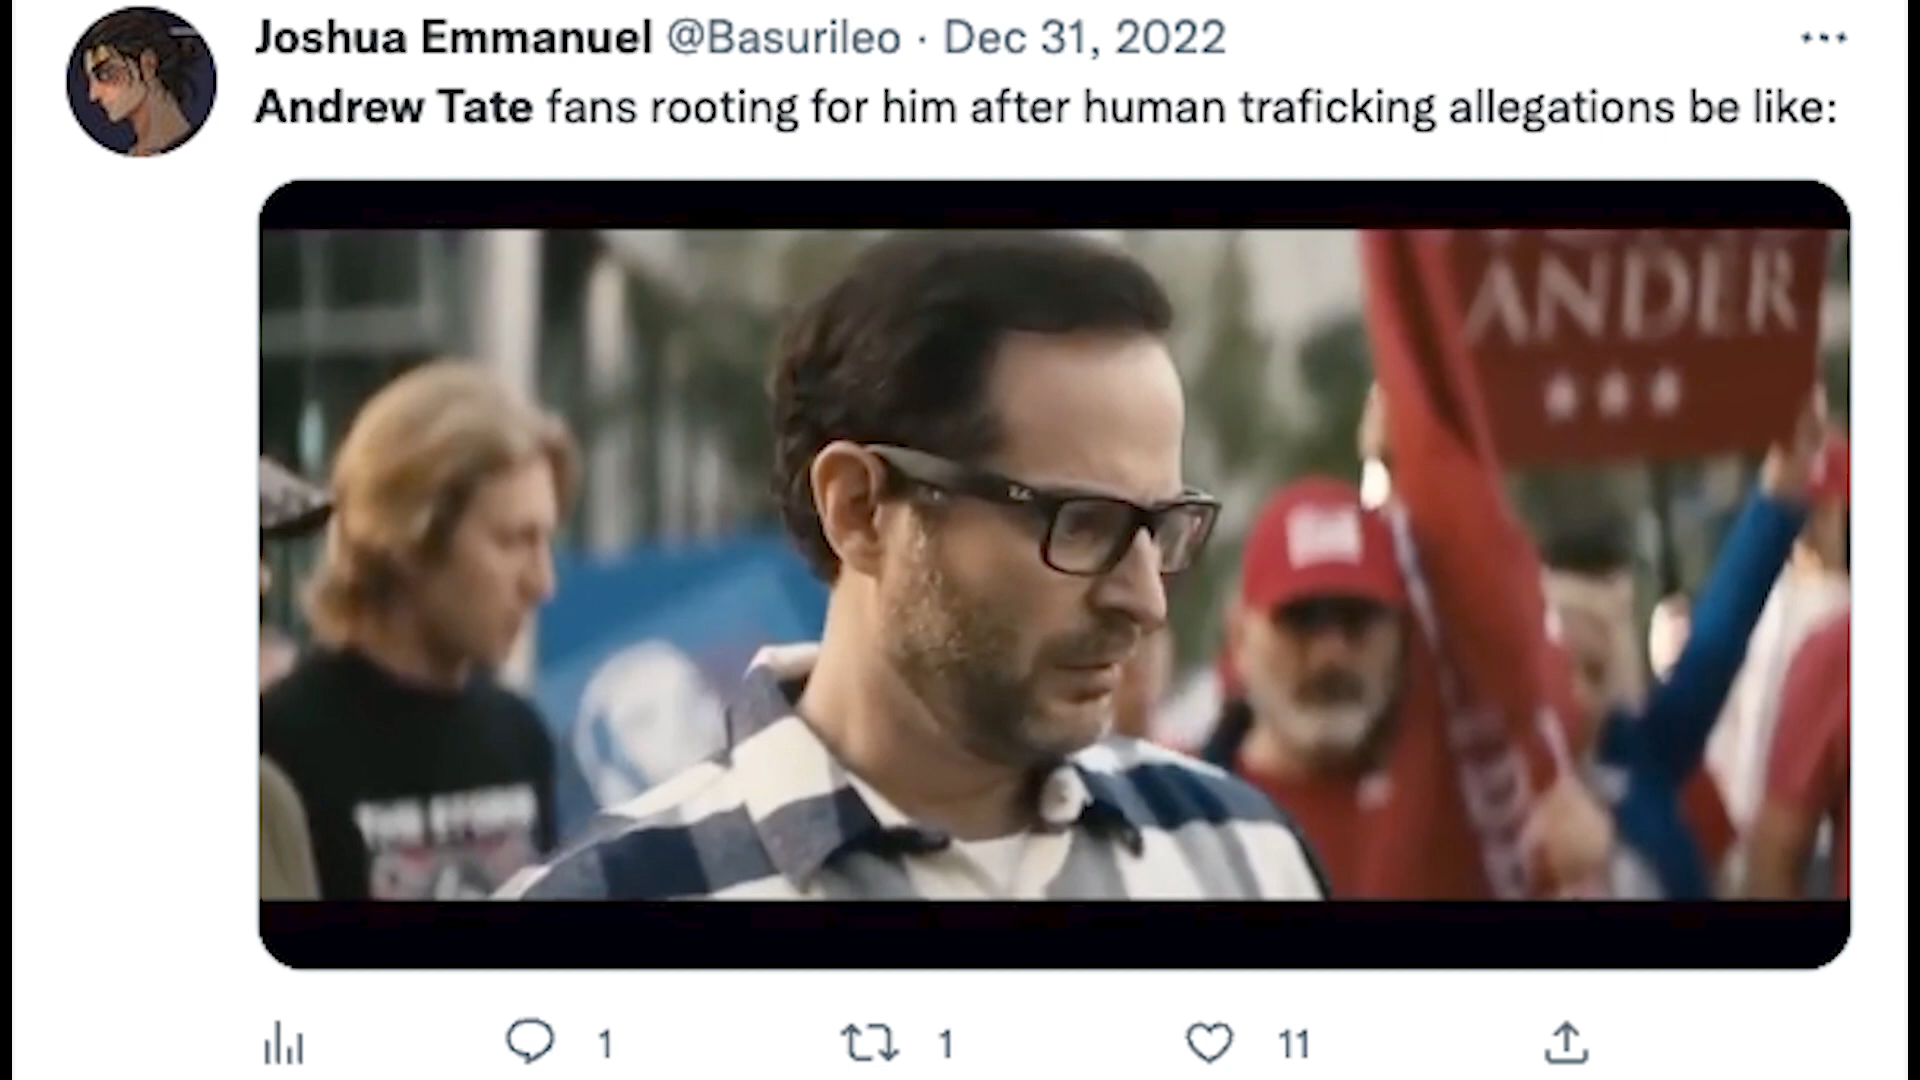 Joshua Emmanuel @Basurileo · Dec 31, 2022
Andrew Tate fans rooting for him after human traficking allegations be like:
ANDER
1 1 11